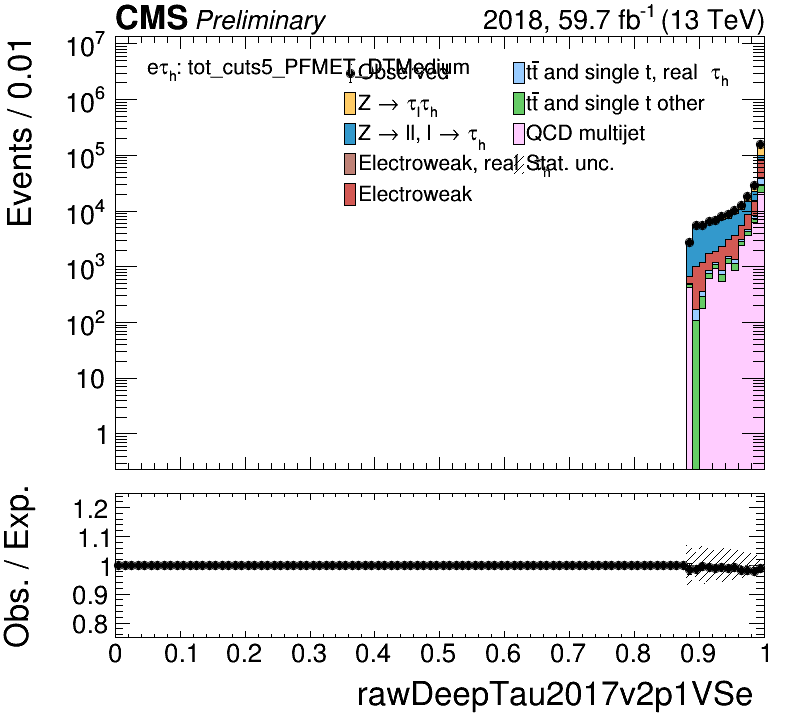 CMS Preliminary 2018, 59.7 fb⁻¹ (13 TeV)
Events / 0.01
10⁷
10⁶
10⁵
10⁴
10³
10²
10
1
eτₕ: tot_cuts5_PFMET_DTMedium
Observed
Z → τₗτₕ
Z → ll, l → τₕ
Electroweak, real τₕ
Electroweak
tt̄ and single t, real τₕ
tt̄ and single t other
QCD multijet
Stat. unc.
Obs. / Exp.
1.2
1.1
1
0.9
0.8
0 0.1 0.2 0.3 0.4 0.5 0.6 0.7 0.8 0.9 1
rawDeepTau2017v2p1VSe